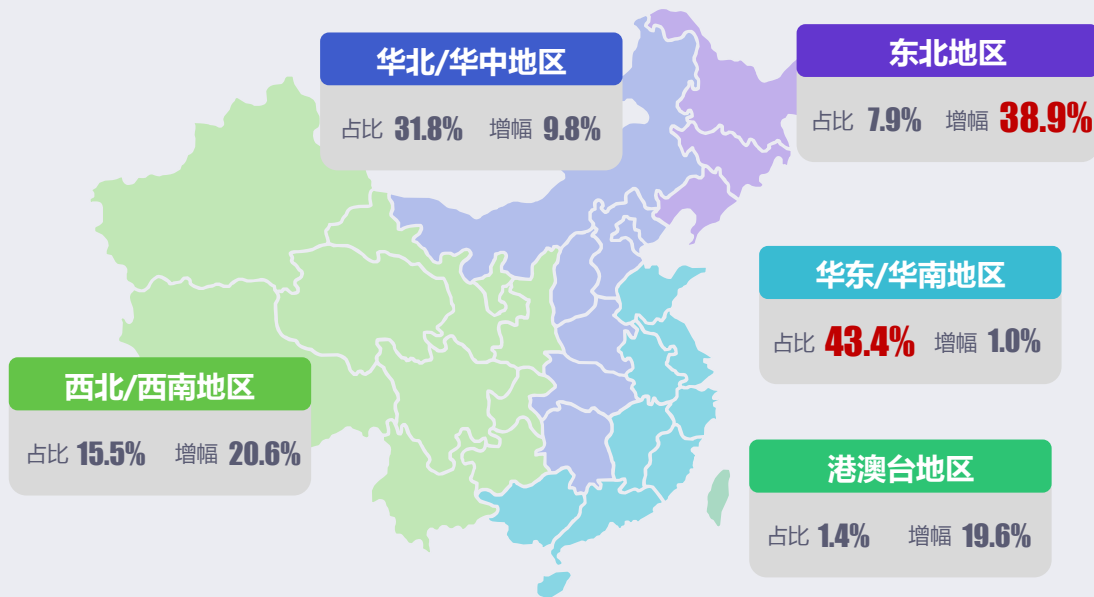 华北/华中地区
占比 31.8% 增幅 9.8%
东北地区
占比 7.9% 增幅 38.9%
华东/华南地区
占比 43.4% 增幅 1.0%
西北/西南地区
占比 15.5% 增幅 20.6%
港澳台地区
占比 1.4% 增幅 19.6%